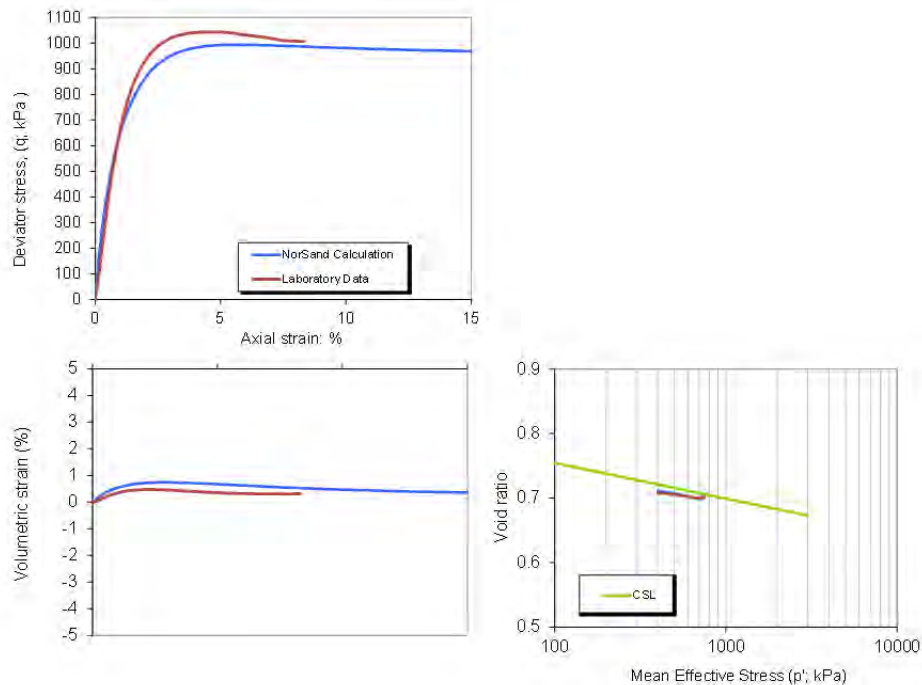 1100
1000
900
800
700
600
500
400
300
200
100
0
Deviator stress, (q; kPa )
NorSand Calculation
Laboratory Data
0 5 10 15
Axial strain: %
5
4
3
2
1
0
-1
-2
-3
-4
-5
Volumetric strain (%)
0.9
0.8
0.7
0.6
0.5
Void ratio
CSL
100 1000 10000
Mean Effective Stress (p'; kPa)